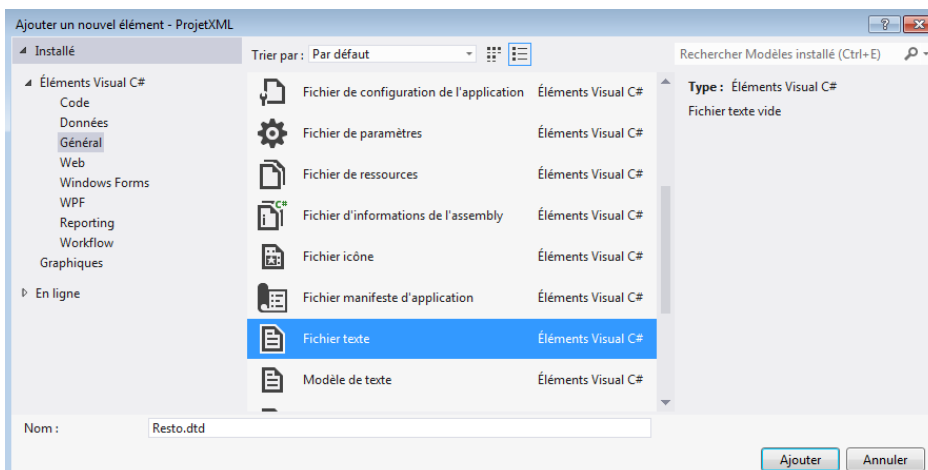 Ajouter un nouvel élément - ProjetXML
Installé
Trier par : Par défaut
Rechercher Modèles installé (Ctrl+E)
Éléments Visual C#
Code
Données
Général
Web
Windows Forms
WPF
Reporting
Workflow
Graphiques
En ligne
Fichier de configuration de l'application Éléments Visual C#
Fichier de paramètres Éléments Visual C#
Fichier de ressources Éléments Visual C#
Fichier d'informations de l'assembly Éléments Visual C#
Fichier icône Éléments Visual C#
Fichier manifeste d'application Éléments Visual C#
Fichier texte Éléments Visual C#
Modèle de texte Éléments Visual C#
Type : Éléments Visual C#
Fichier texte vide
Nom : Resto.dtd
Ajouter Annuler